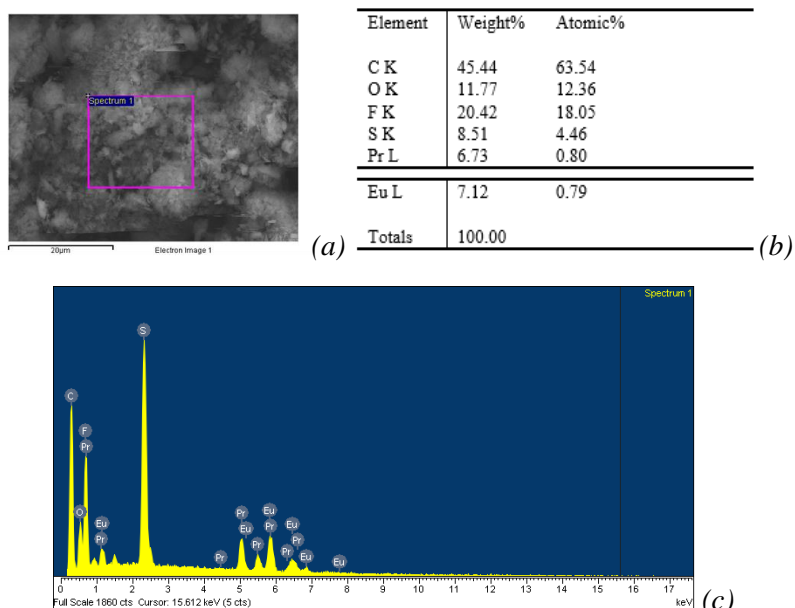 Spectrum 1
20µm
Electron Image 1
(a)
Element Weight% Atomic%
C K 45.44 63.54
O K 11.77 12.36
F K 20.42 18.05
S K 8.51 4.46
Pr L 6.73 0.80
Eu L 7.12 0.79
Totals 100.00
(b)
Spectrum 1
S
C
F
Pr
O
Eu
Pr
Pr
Pr
Eu
Pr
Eu
Pr
Eu
Pr
Pr
Eu
Eu
0 1 2 3 4 5 6 7 8 9 10 11 12 13 14 15 16 17
Full Scale 1860 cts Cursor: 15.612 keV (5 cts) keV
(c)